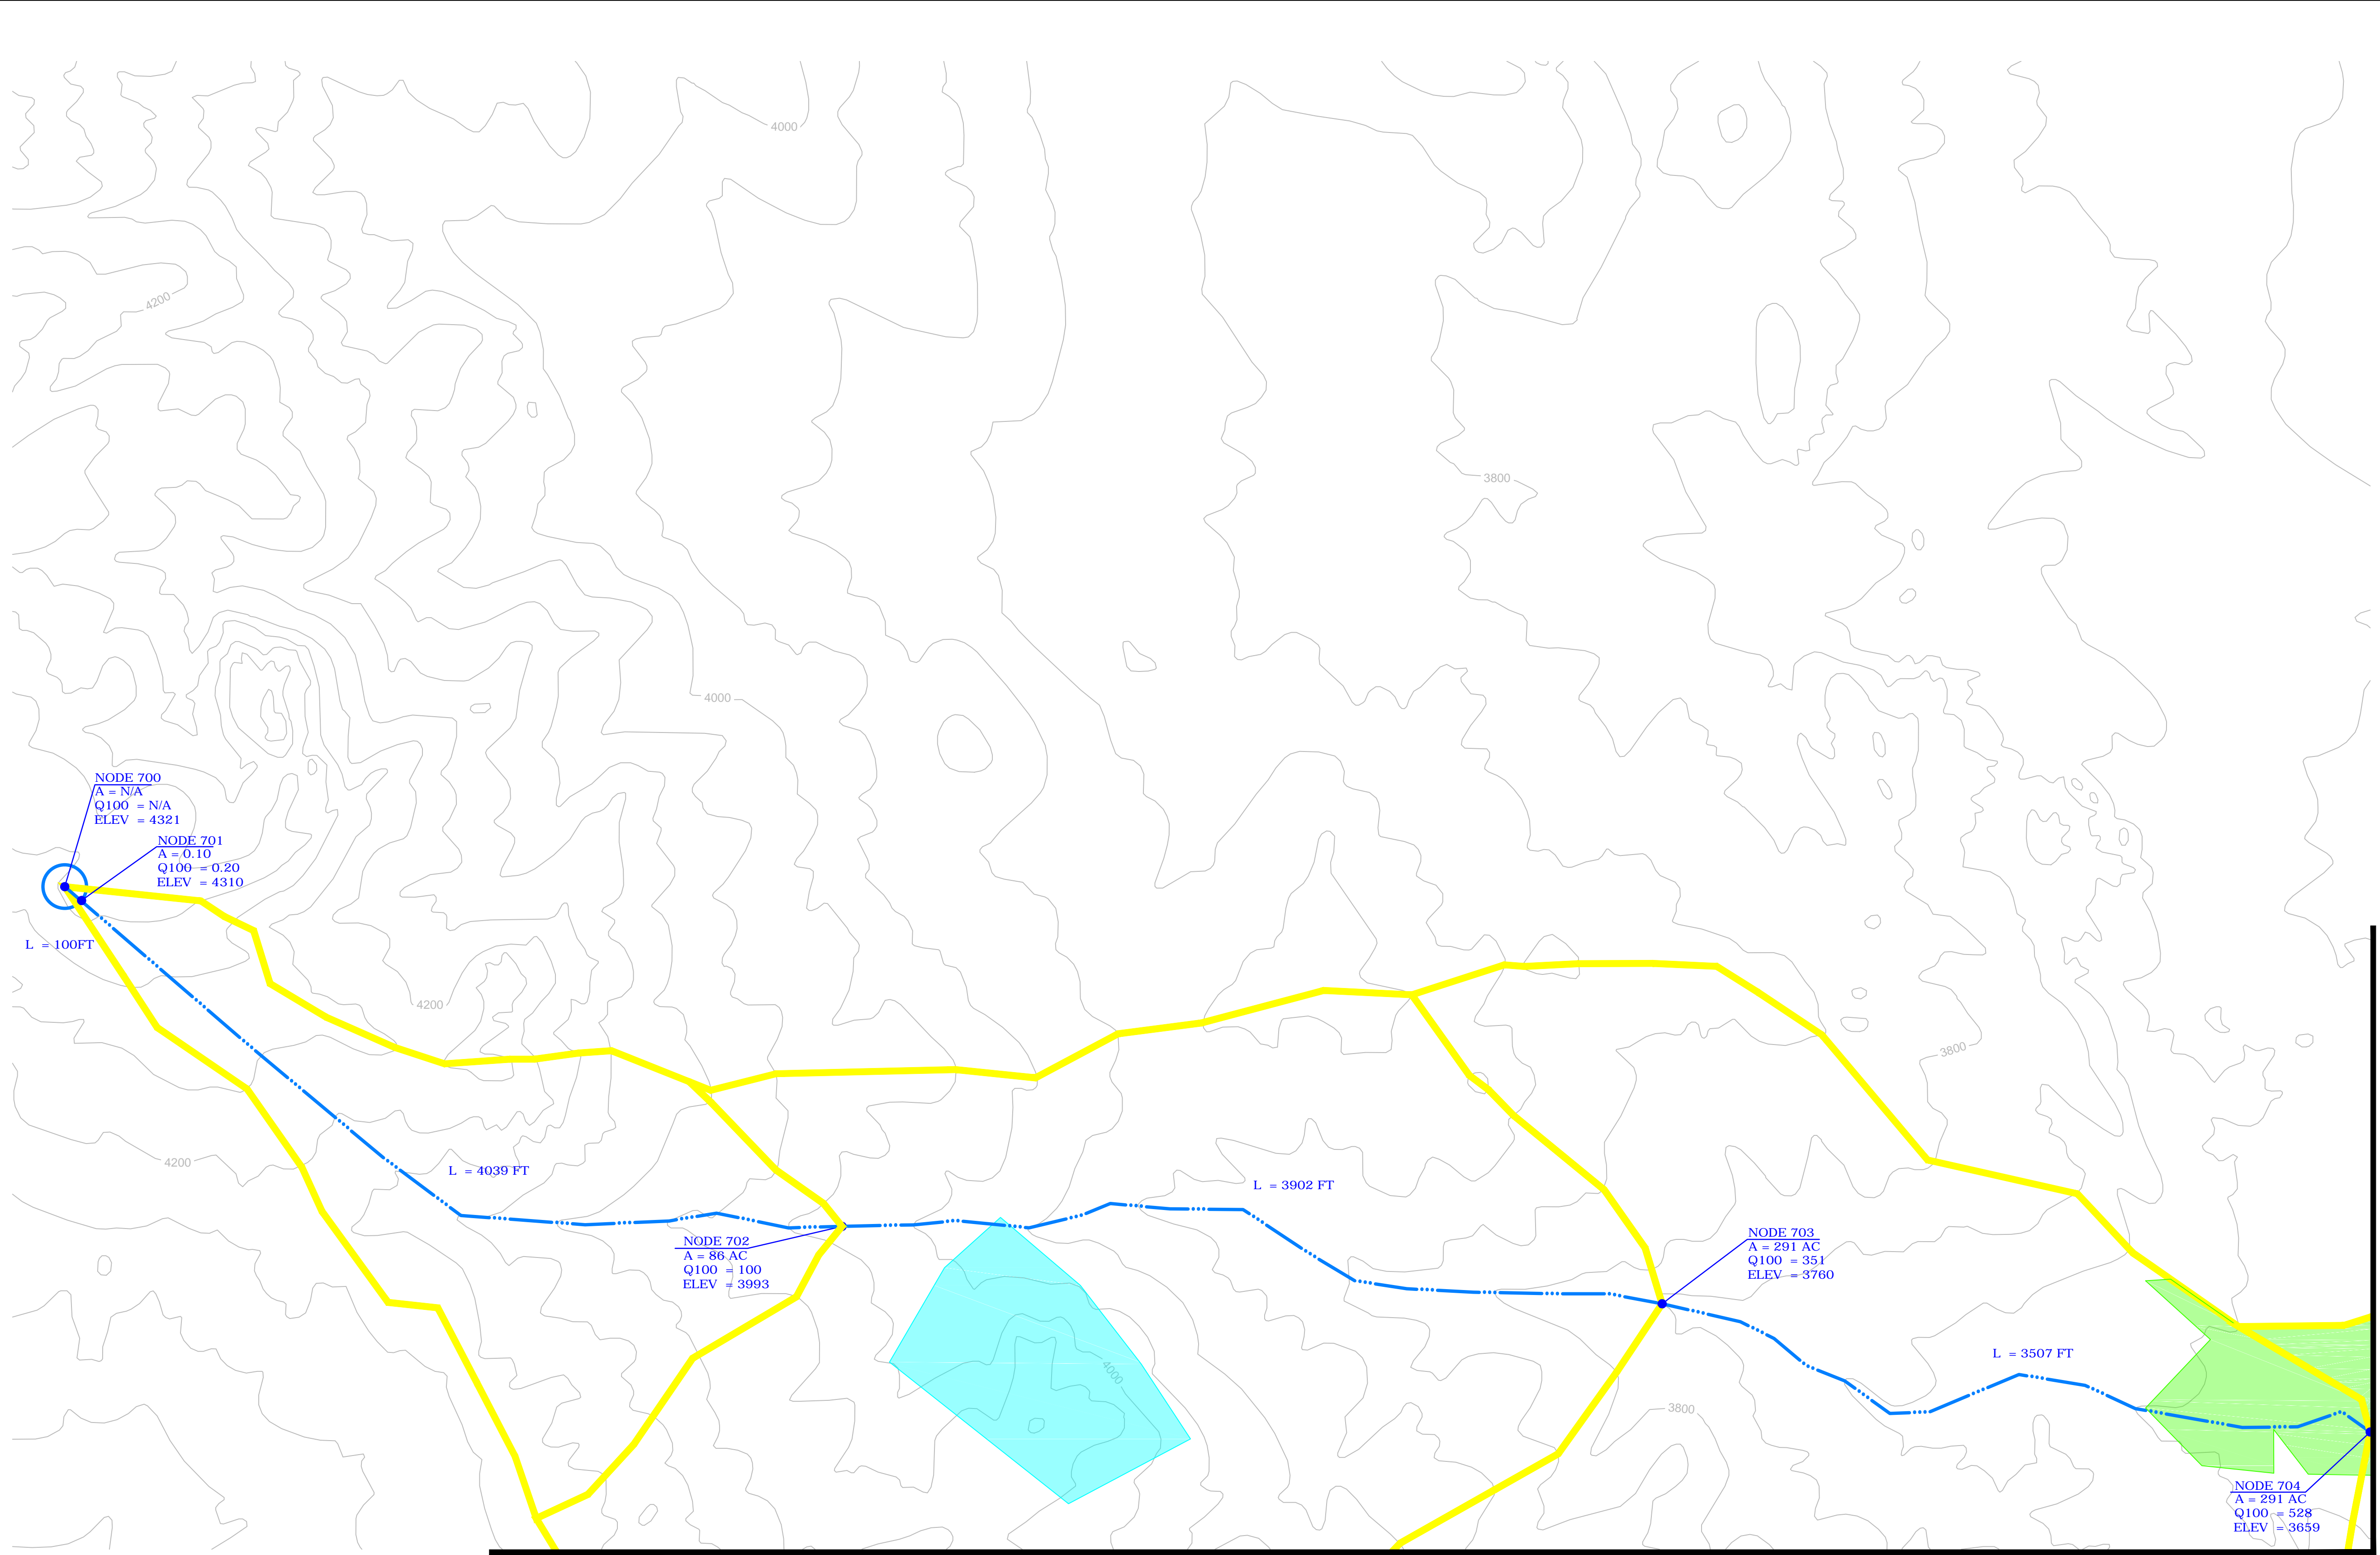 4000
4200
3800
4000
NODE 700
A = N/A
Q100 = N/A
ELEV = 4321
NODE 701
A = 0.10
Q100 = 0.20
ELEV = 4310
L = 100FT
4200
3800
4200
L = 4039 FT
L = 3902 FT
NODE 702
A = 86 AC
Q100 = 100
ELEV = 3993
NODE 703
A = 291 AC
Q100 = 351
ELEV = 3760
L = 3507 FT
4000
3800
NODE 704
A = 291 AC
Q100 = 528
ELEV = 3659